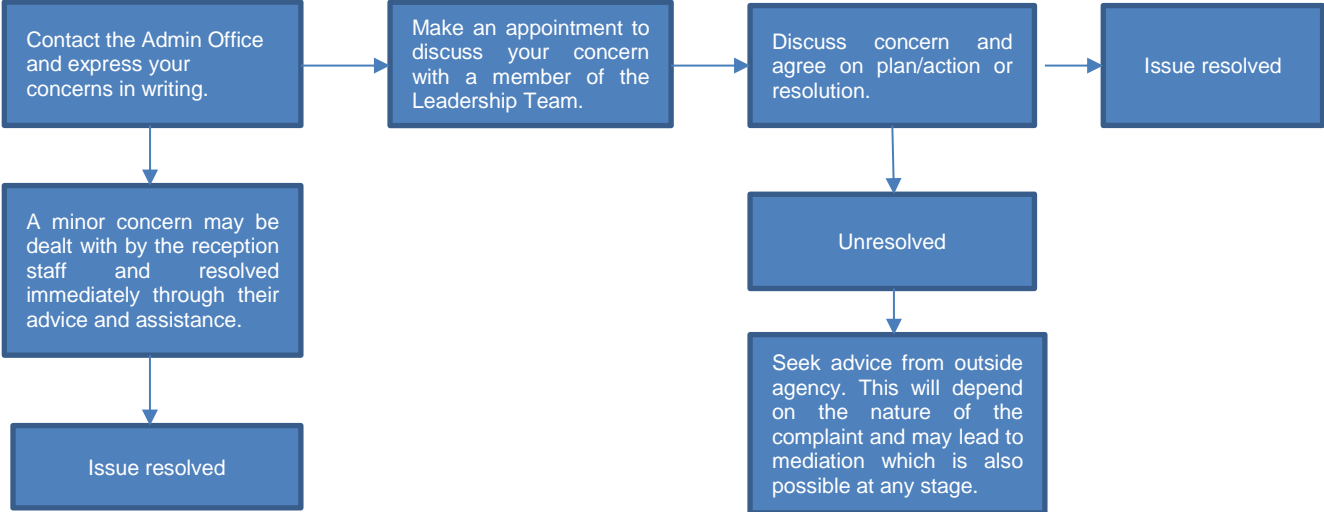 Contact the Admin Office
and express your
concerns in writing.
Make an appointment to
discuss your concern
with a member of the
Leadership Team.
Discuss concern and
agree on plan/action or
resolution.
Issue resolved
A minor concern may be
dealt with by the reception
staff and resolved
immediately through their
advice and assistance.
Unresolved
Issue resolved
Seek advice from outside
agency. This will depend
on the nature of the
complaint and may lead to
mediation which is also
possible at any stage.